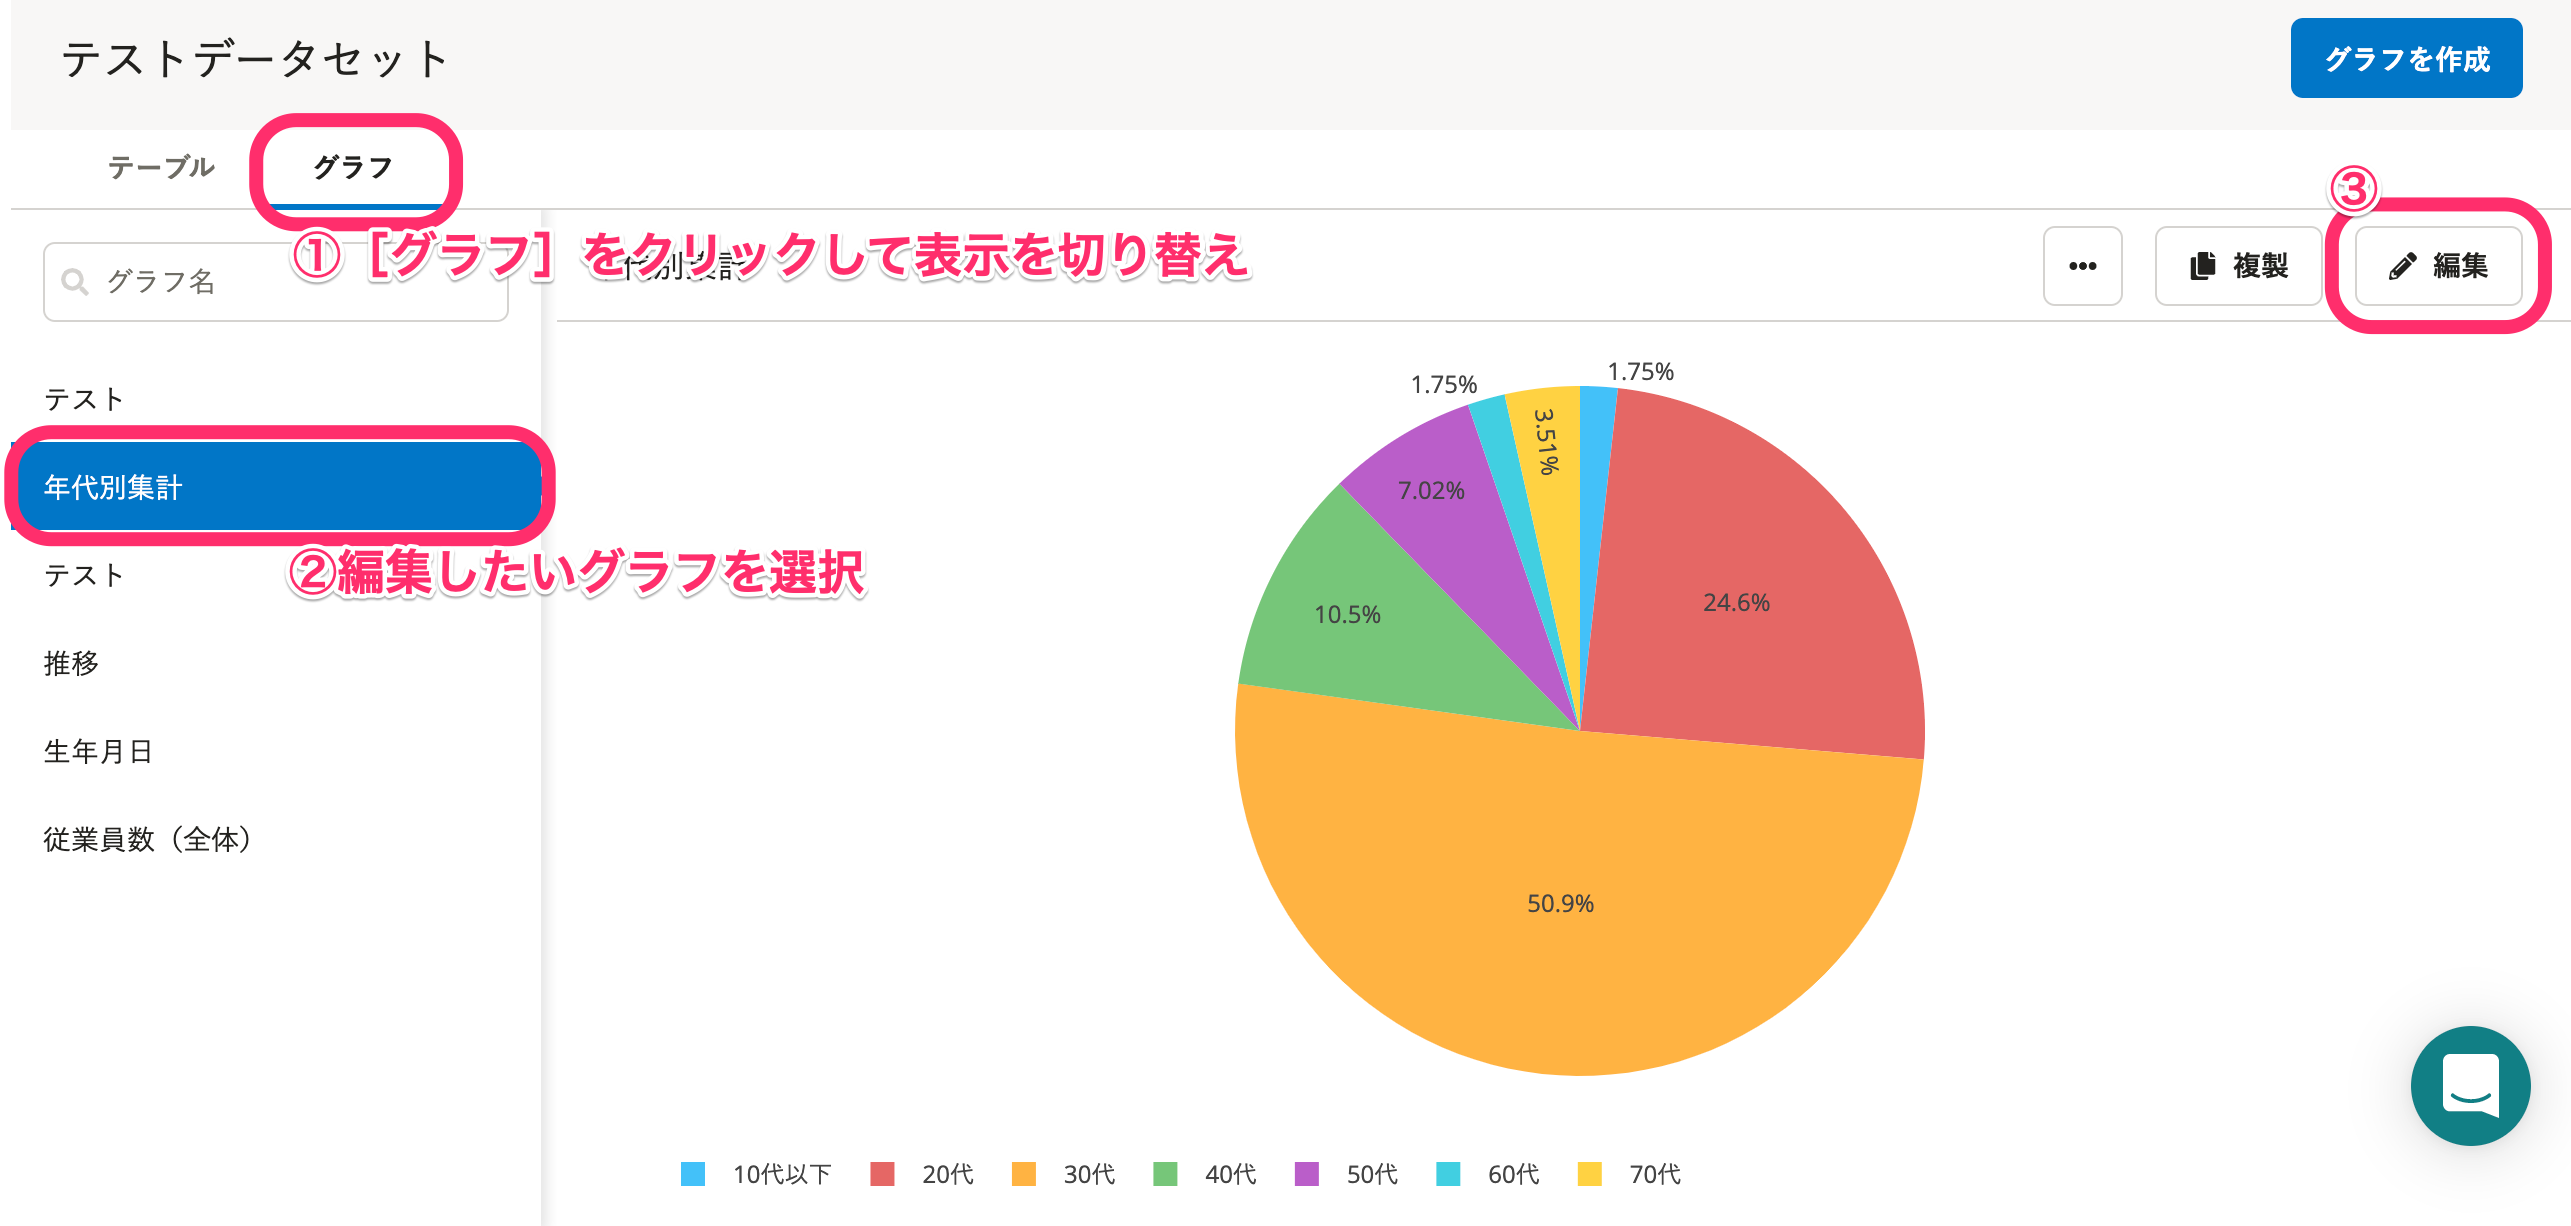 テストデータセット
グラフを作成
テーブル
グラフ
③
①［グラフ］をクリックして表示を切り替え
グラフ名
代別集計
•••
複製
編集
テスト
年代別集計
②編集したいグラフを選択
テスト
推移
生年月日
従業員数（全体）
1.75%
1.75%
3.51%
7.02%
24.6%
10.5%
50.9%
10代以下
20代
30代
40代
50代
60代
70代